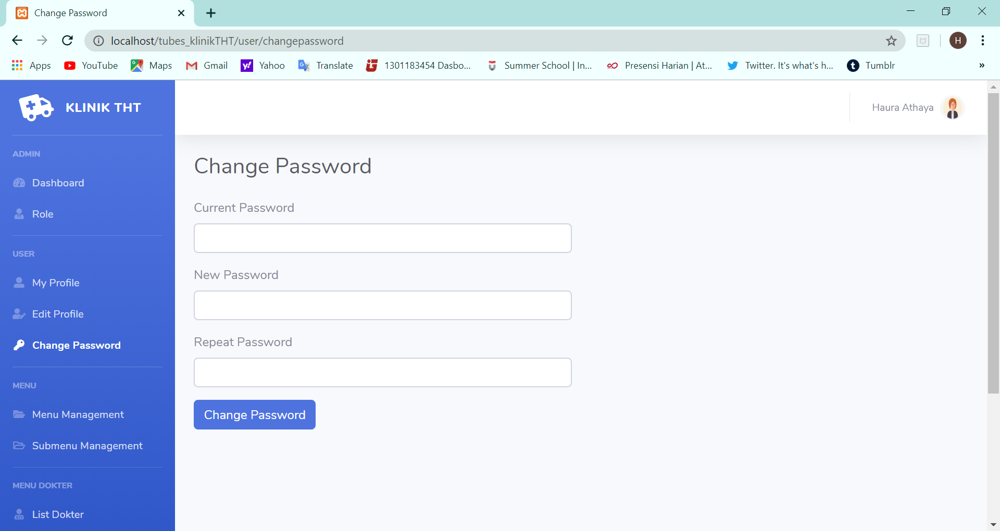 Change Password
localhost/tubes_klinikTHT/user/changepassword
H
Apps YouTube Maps Gmail Yahoo Translate 1301183454 Dasbo... Summer School | In... Presensi Harian | At... Twitter. It's what's h... Tumblr »
KLINIK THT
Haura Athaya
ADMIN
Dashboard
Role
USER
My Profile
Edit Profile
Change Password
MENU
Menu Management
Submenu Management
MENU DOKTER
List Dokter
Change Password
Current Password
New Password
Repeat Password
Change Password